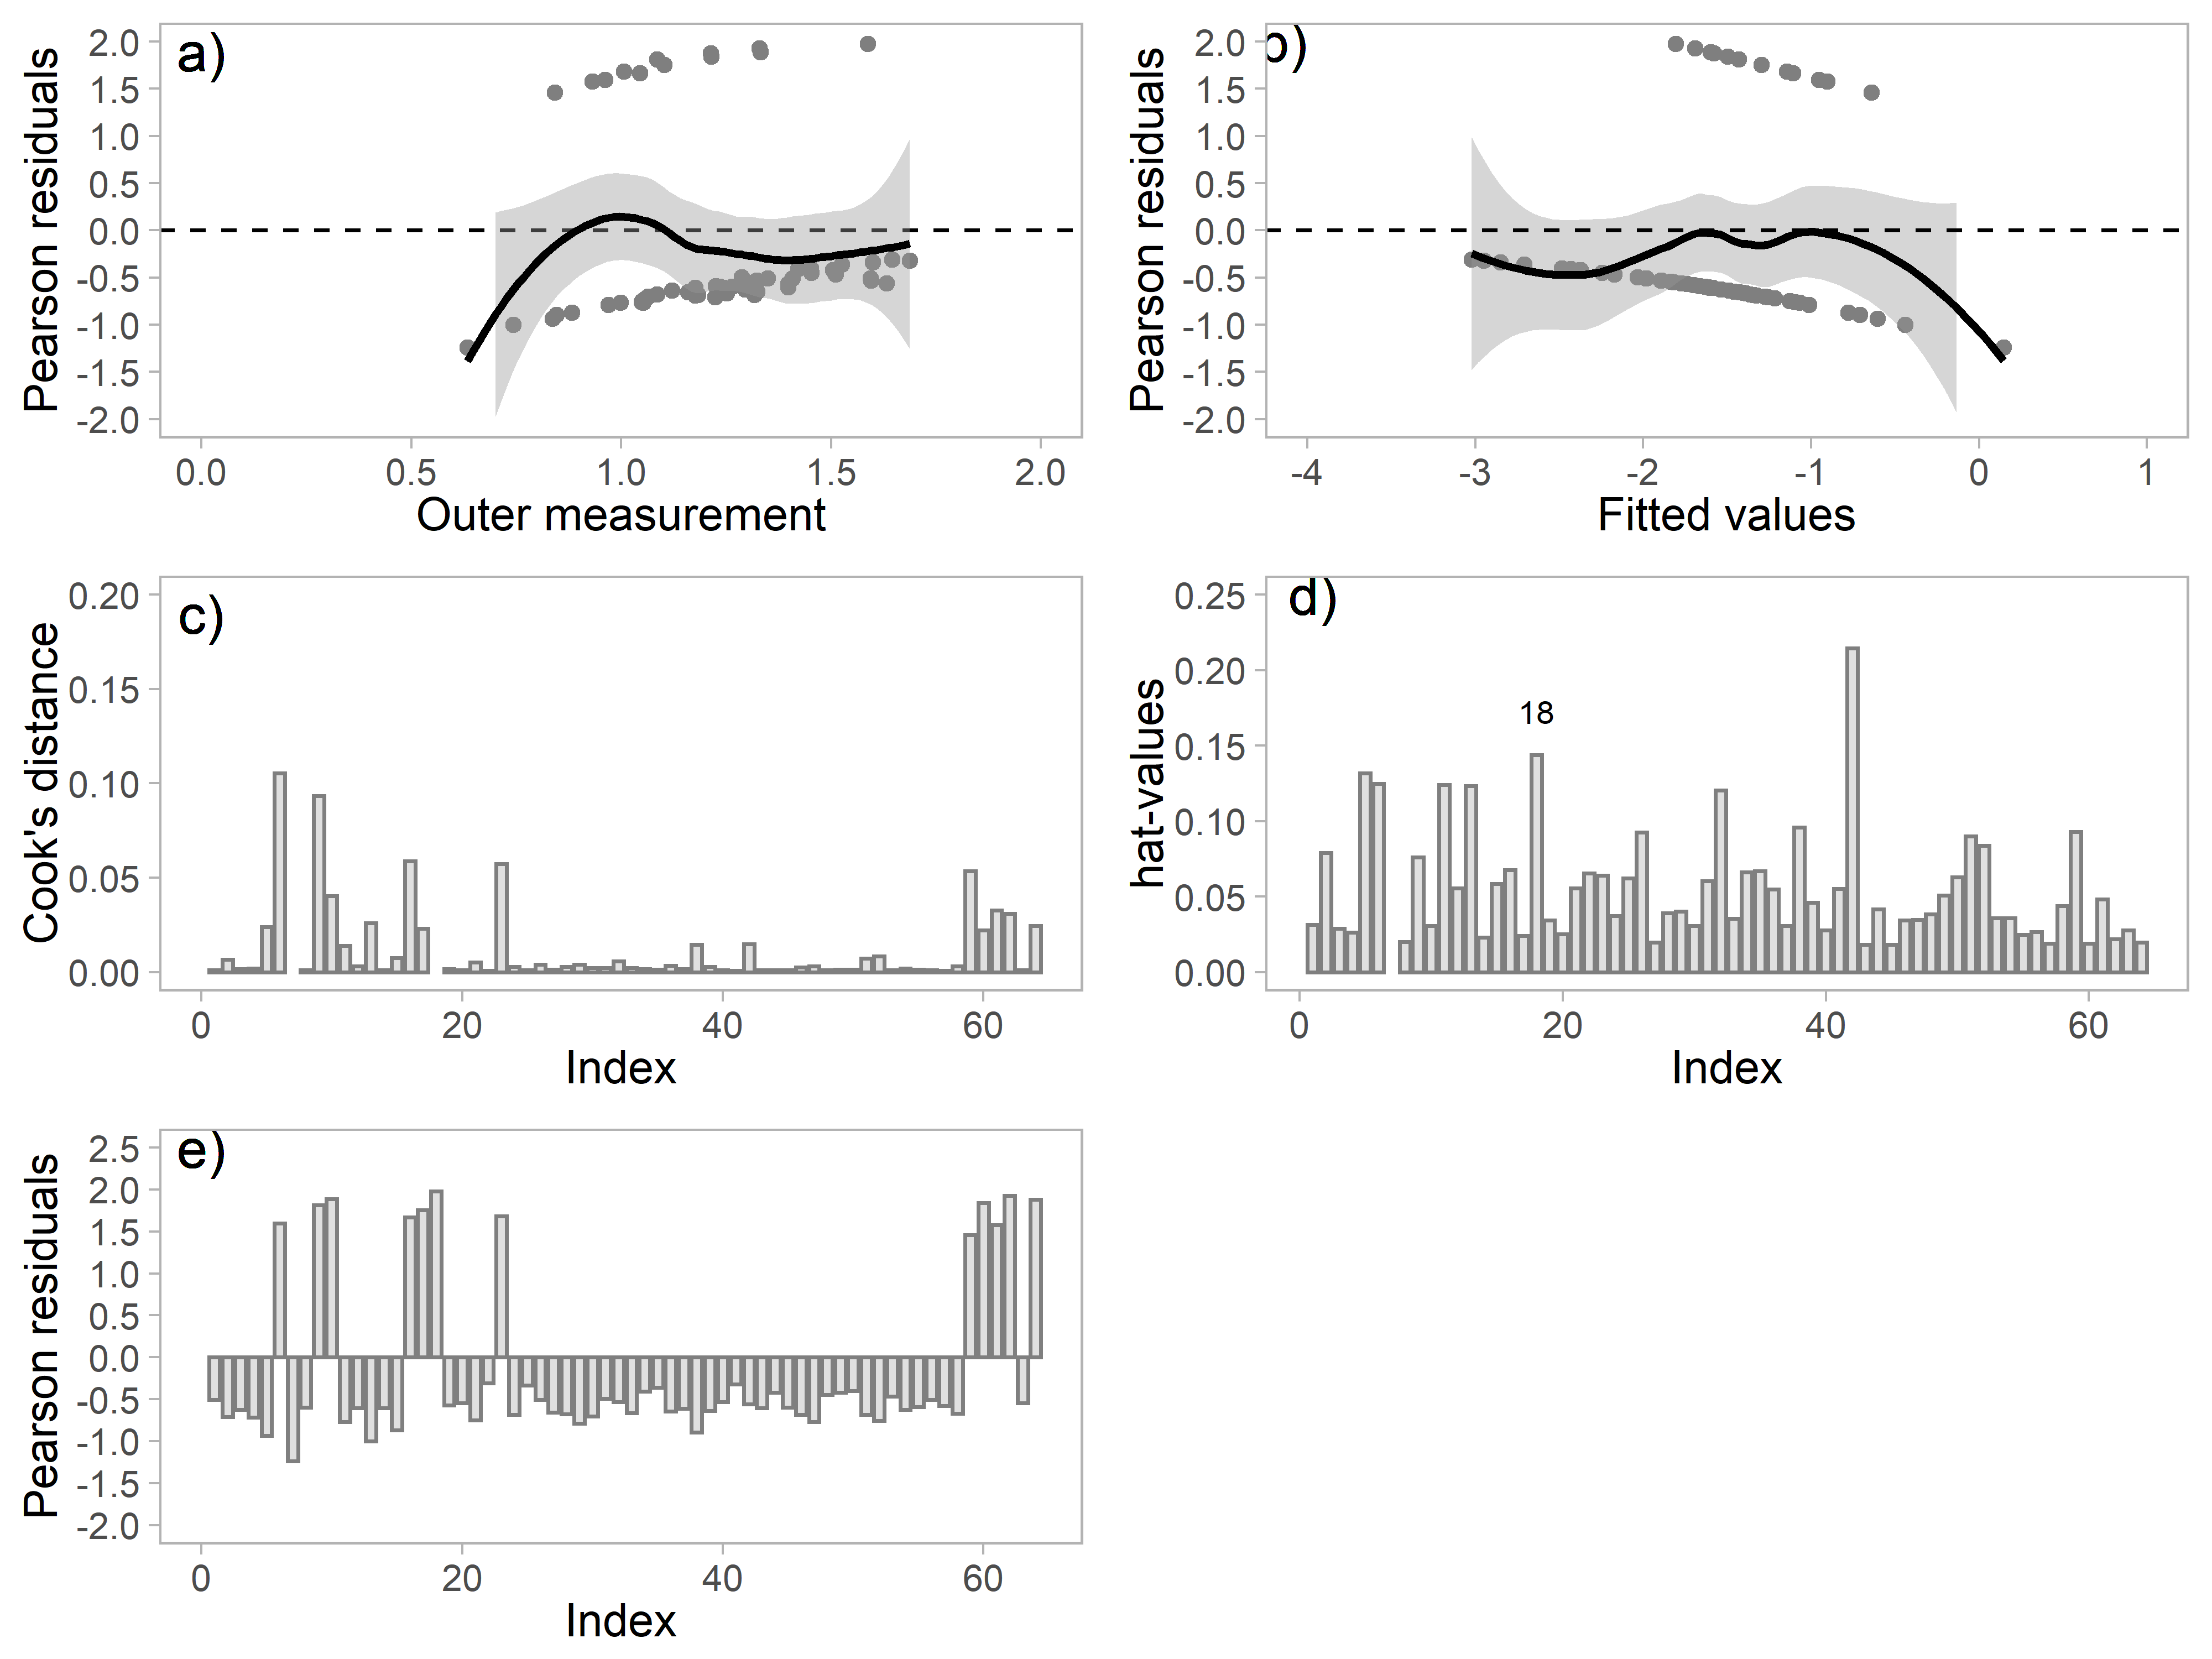 a)
Pearson residuals
2.0
1.5
1.0
0.5
0.0
-0.5
-1.0
-1.5
-2.0
0.0 0.5 1.0 1.5 2.0
Outer measurement
b)
Pearson residuals
2.0
1.5
1.0
0.5
0.0
-0.5
-1.0
-1.5
-2.0
-4 -3 -2 -1 0 1
Fitted values
c)
Cook's distance
0.20
0.15
0.10
0.05
0.00
0 20 40 60
Index
d)
hat-values
0.25
0.20
0.15
0.10
0.05
0.00
18
0 20 40 60
Index
e)
Pearson residuals
2.5
2.0
1.5
1.0
0.5
0.0
-0.5
-1.0
-1.5
-2.0
0 20 40 60
Index